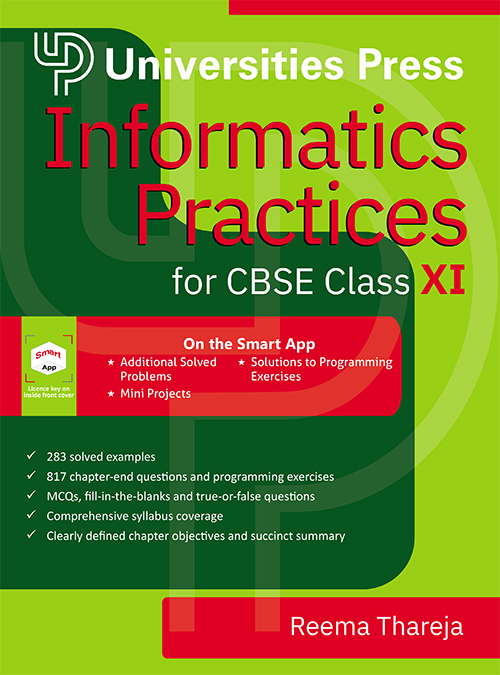 Universities Press
Informatics
Practices
for CBSE Class XI
Smart
App
Licence key on
inside front cover
On the Smart App
★ Additional Solved Problems
★ Mini Projects
★ Solutions to Programming Exercises
✓ 283 solved examples
✓ 817 chapter-end questions and programming exercises
✓ MCQs, fill-in-the-blanks and true-or-false questions
✓ Comprehensive syllabus coverage
✓ Clearly defined chapter objectives and succinct summary
Reema Thareja